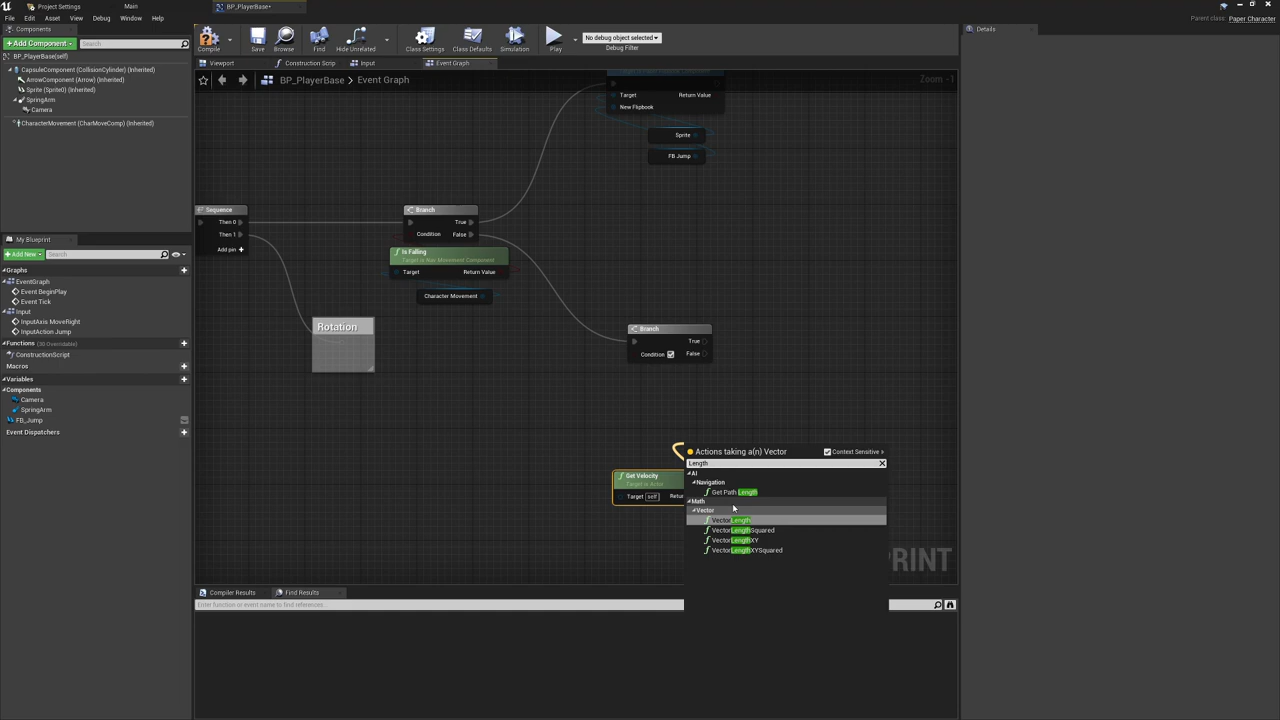 Project Settings
Main
BP_PlayerBase*
File
Edit
Asset
View
Debug
Window
Help
Parent class: Paper Character
Components
Add Component
Search
BP_PlayerBase(self)
CapsuleComponent (CollisionCylinder) (Inherited)
ArrowComponent (Arrow) (Inherited)
Sprite (Sprite0) (Inherited)
SpringArm
Camera
CharacterMovement (CharMoveComp) (Inherited)
Compile
Save
Browse
Find
Hide Unrelated
Class Settings
Class Defaults
Simulation
Play
No debug object selected
Debug Filter
Details
Viewport
Construction Script
Input
Event Graph
BP_PlayerBase
Event Graph
Zoom -1
Target
Return Value
New Flipbook
Sprite
FB Jump
Sequence
Then 0
Then 1
Add pin
Branch
True
Condition
False
Is Falling
Target is Nav Movement Component
Target
Return Value
Character Movement
Rotation
Branch
True
Condition
False
Get Velocity
Target is Actor
Target
self
Actions taking a(n) Vector
Context Sensitive
Length
AI
Navigation
Get Path Length
Math
Vector
VectorLength
VectorLengthSquared
VectorLengthXY
VectorLengthXYSquared
My Blueprint
Add New
Search
Graphs
EventGraph
Event BeginPlay
Event Tick
Input
InputAxis MoveRight
InputAction Jump
Functions (3 Overridable)
ConstructionScript
Macros
Variables
Components
Camera
SpringArm
FB_Jump
Event Dispatchers
Compiler Results
Find Results
Enter function or event name to find references...